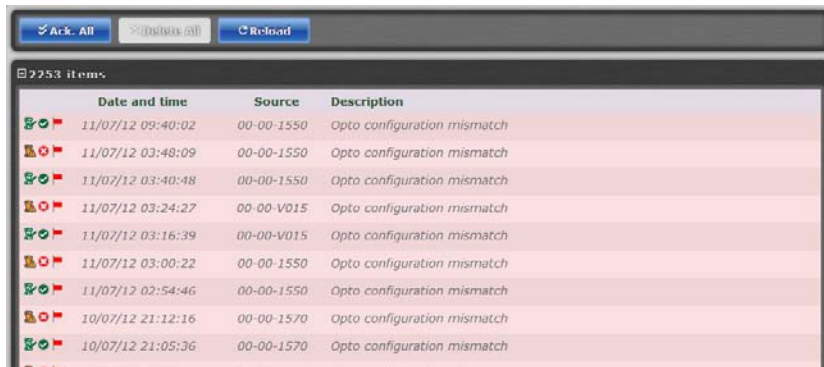 Ack. All Delete All Reload
2253 items
Date and time Source Description
11/07/12 09:40:02 00-00-1550 Opto configuration mismatch
11/07/12 03:48:09 00-00-1550 Opto configuration mismatch
11/07/12 03:40:48 00-00-1550 Opto configuration mismatch
11/07/12 03:24:27 00-00-V015 Opto configuration mismatch
11/07/12 03:16:39 00-00-V015 Opto configuration mismatch
11/07/12 03:00:22 00-00-1550 Opto configuration mismatch
11/07/12 02:54:46 00-00-1550 Opto configuration mismatch
10/07/12 21:12:16 00-00-1570 Opto configuration mismatch
10/07/12 21:05:36 00-00-1570 Opto configuration mismatch